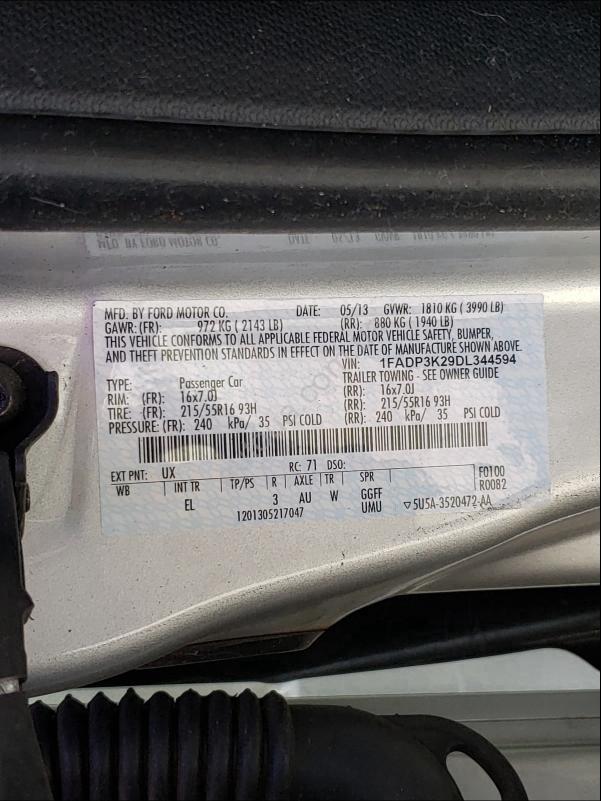 MFD. BY FORD MOTOR CO. DATE: 05/13 GVWR: 1810 KG ( 3990 LB)
GAWR: (FR): 972 KG ( 2143 LB) (RR): 880 KG ( 1940 LB)
THIS VEHICLE CONFORMS TO ALL APPLICABLE FEDERAL MOTOR VEHICLE SAFETY, BUMPER,
AND THEFT PREVENTION STANDARDS IN EFFECT ON THE DATE OF MANUFACTURE SHOWN ABOVE.
VIN: 1FADP3K29DL344594
TYPE: Passenger Car TRAILER TOWING - SEE OWNER GUIDE
RIM: (FR): 16x7.0J (RR): 16x7.0J
TIRE: (FR): 215/55R16 93H (RR): 215/55R16 93H
PRESSURE: (FR): 240 kPa/ 35 PSI COLD (RR): 240 kPa/ 35 PSI COLD
EXT PNT: UX RC: 71 DSO: F0100
WB INT TR TP/PS R AXLE TR SPR R0082
EL 3 AU W GGFF
1201305217047 UMU ▽5U5A-3520472-AA